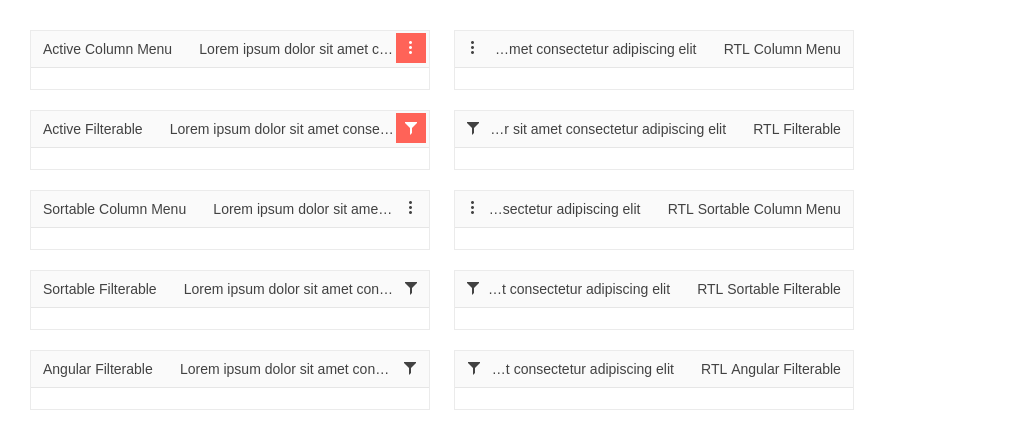 Active Column Menu Lorem ipsum dolor sit amet c…
…met consectetur adipiscing elit RTL Column Menu
Active Filterable Lorem ipsum dolor sit amet conse…
…r sit amet consectetur adipiscing elit RTL Filterable
Sortable Column Menu Lorem ipsum dolor sit ame…
…sectetur adipiscing elit RTL Sortable Column Menu
Sortable Filterable Lorem ipsum dolor sit amet con…
…t consectetur adipiscing elit RTL Sortable Filterable
Angular Filterable Lorem ipsum dolor sit amet con…
…t consectetur adipiscing elit RTL Angular Filterable